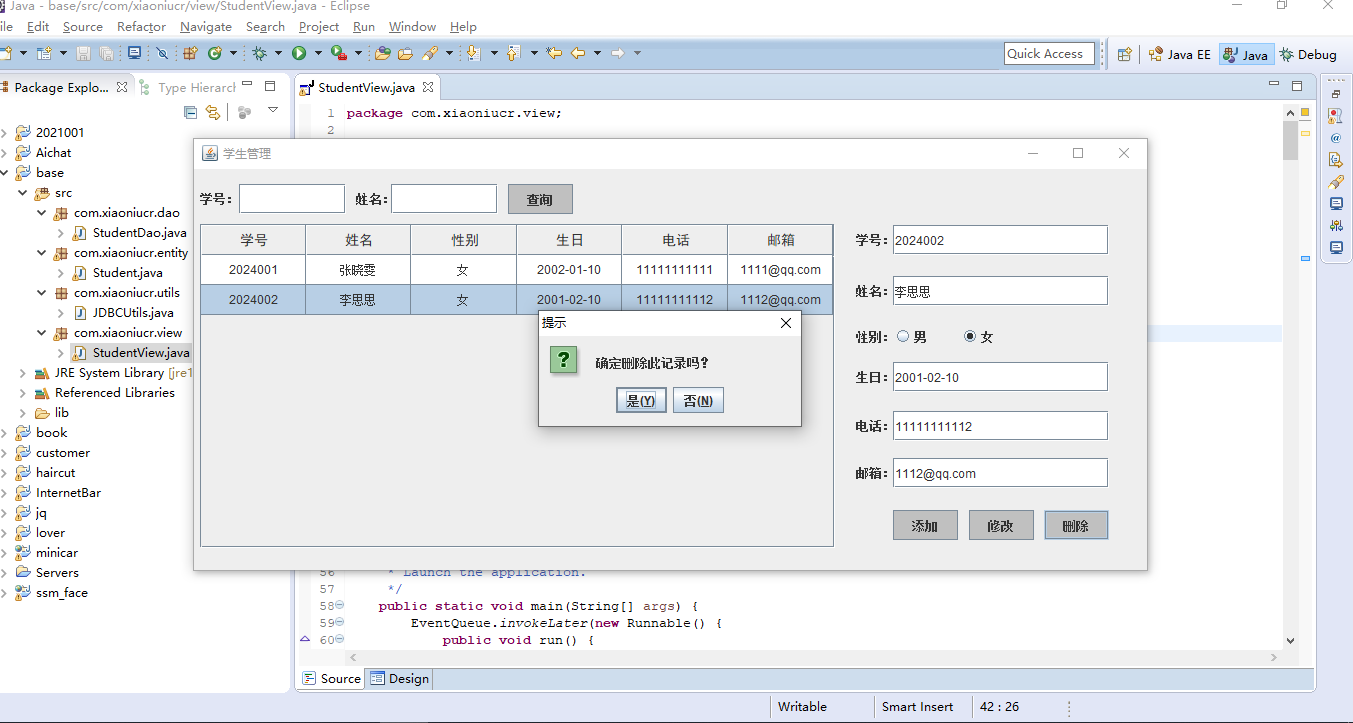 Java - base/src/com/xiaoniucr/view/StudentView.java - Eclipse
ile Edit Source Refactor Navigate Search Project Run Window Help
Quick Access Java EE Java Debug
Package Explo... Type Hierarch
StudentView.java
2021001
Aichat
base
src
com.xiaoniucr.dao
StudentDao.java
com.xiaoniucr.entity
Student.java
com.xiaoniucr.utils
JDBCUtils.java
com.xiaoniucr.view
StudentView.java
JRE System Library [jre1
Referenced Libraries
lib
book
customer
haircut
InternetBar
jq
lover
minicar
Servers
ssm_face
1 package com.xiaoniucr.view;
2
学生管理
学号: 姓名: 查询
学号 姓名 性别 生日 电话 邮箱
2024001 张晓雯 女 2002-01-10 11111111111 1111@qq.com
2024002 李思思 女 2001-02-10 11111111112 1112@qq.com
提示
?
确定删除此记录吗?
是(Y) 否(N)
学号: 2024002
姓名: 李思思
性别: 男 女
生日: 2001-02-10
电话: 11111111112
邮箱: 1112@qq.com
添加 修改 删除
56 * Launch the application.
57 */
58 public static void main(String[] args) {
59 EventQueue.invokeLater(new Runnable() {
60 public void run() {
Source Design
Writable Smart Insert 42 : 26